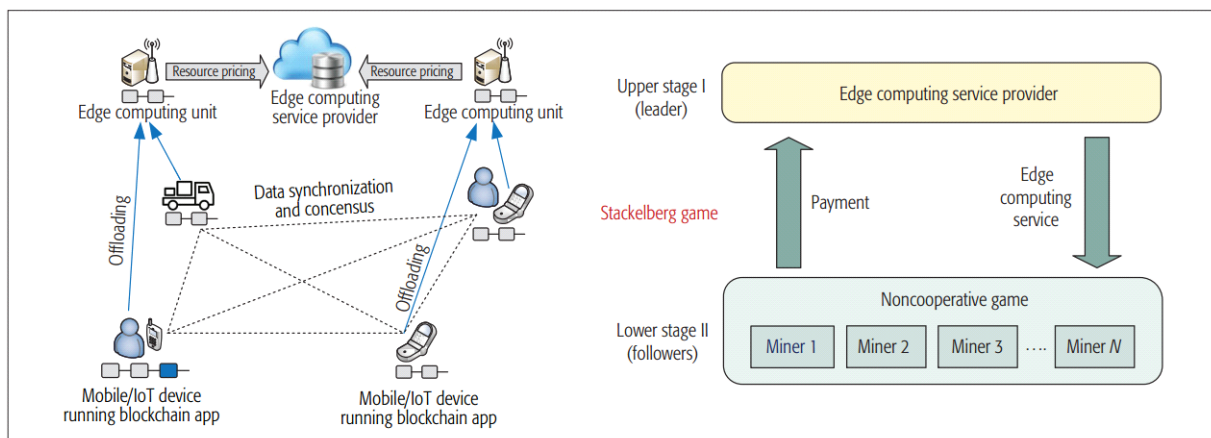 Resource pricing
Resource pricing
Edge computing unit
Edge computing
service provider
Edge computing unit
Offloading
Data synchronization
and concensus
Offloading
Mobile/IoT device
running blockchain app
Mobile/IoT device
running blockchain app
Upper stage I
(leader)
Edge computing service provider
Stackelberg game
Payment
Edge
computing
service
Lower stage II
(followers)
Noncooperative game
Miner 1
Miner 2
Miner 3
....
Miner N